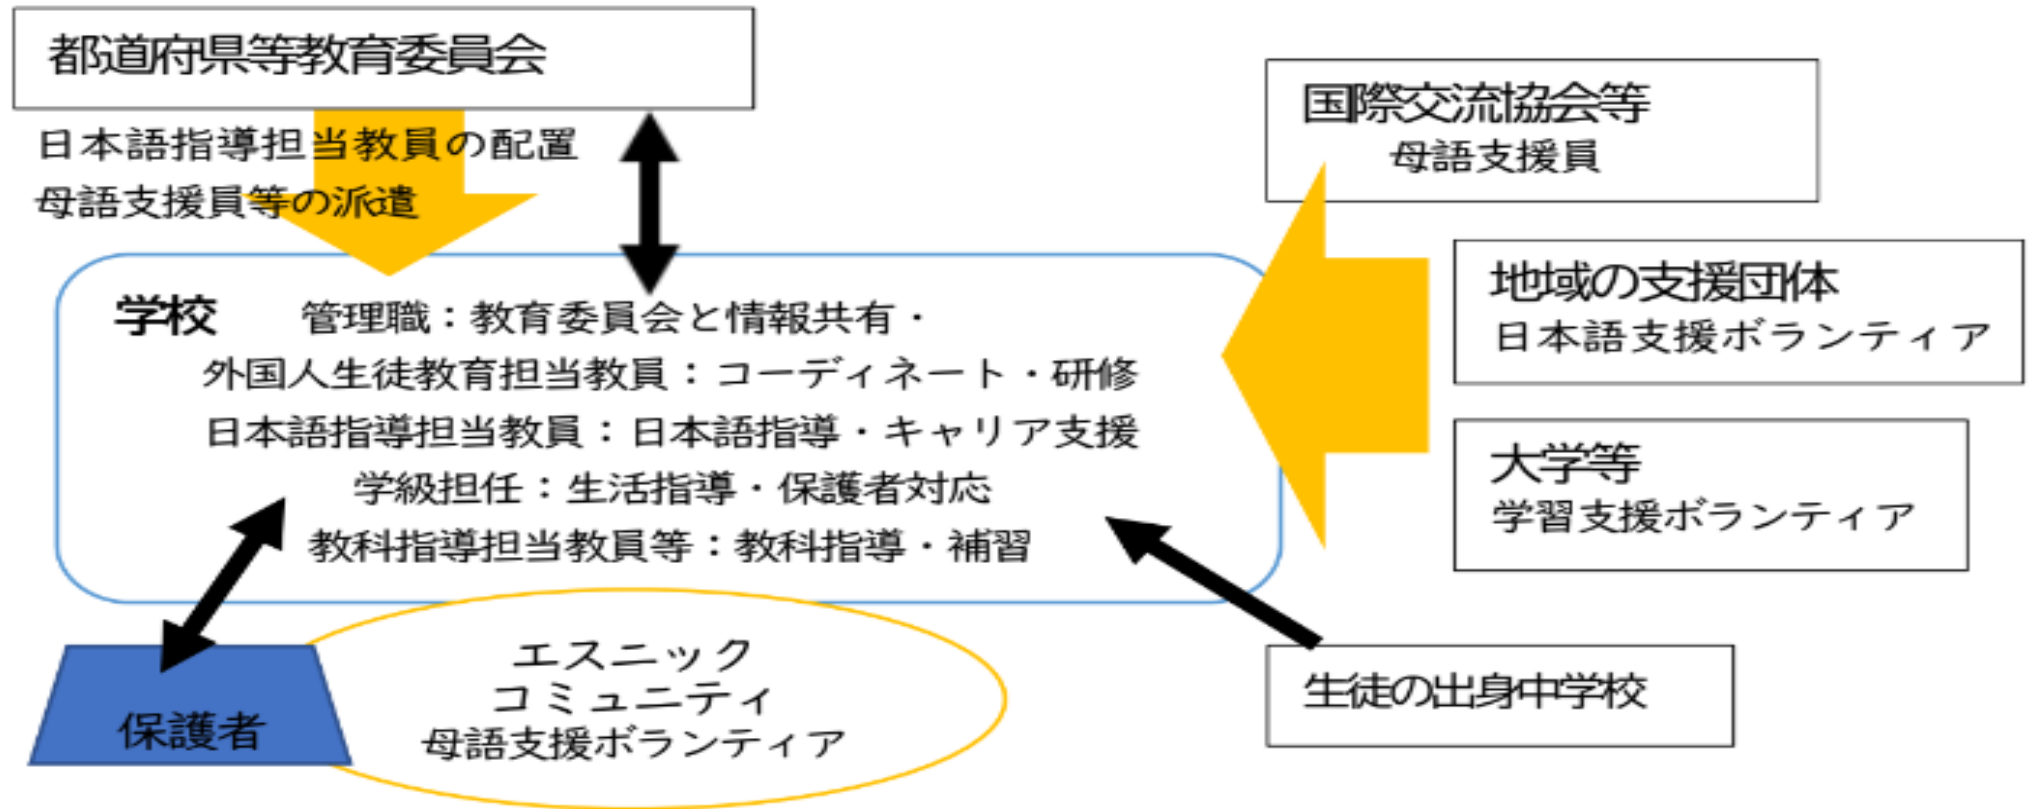 都道府県等教育委員会
日本語指導担当教員の配置
母語支援員等の派遣
国際交流協会等
母語支援員
地域の支援団体
日本語支援ボランティア
大学等
学習支援ボランティア
学校 管理職：教育委員会と情報共有・
外国人生徒教育担当教員：コーディネート・研修
日本語指導担当教員：日本語指導・キャリア支援
学級担任：生活指導・保護者対応
教科指導担当教員等：教科指導・補習
保護者
エスニック
コミュニティ
母語支援ボランティア
生徒の出身中学校